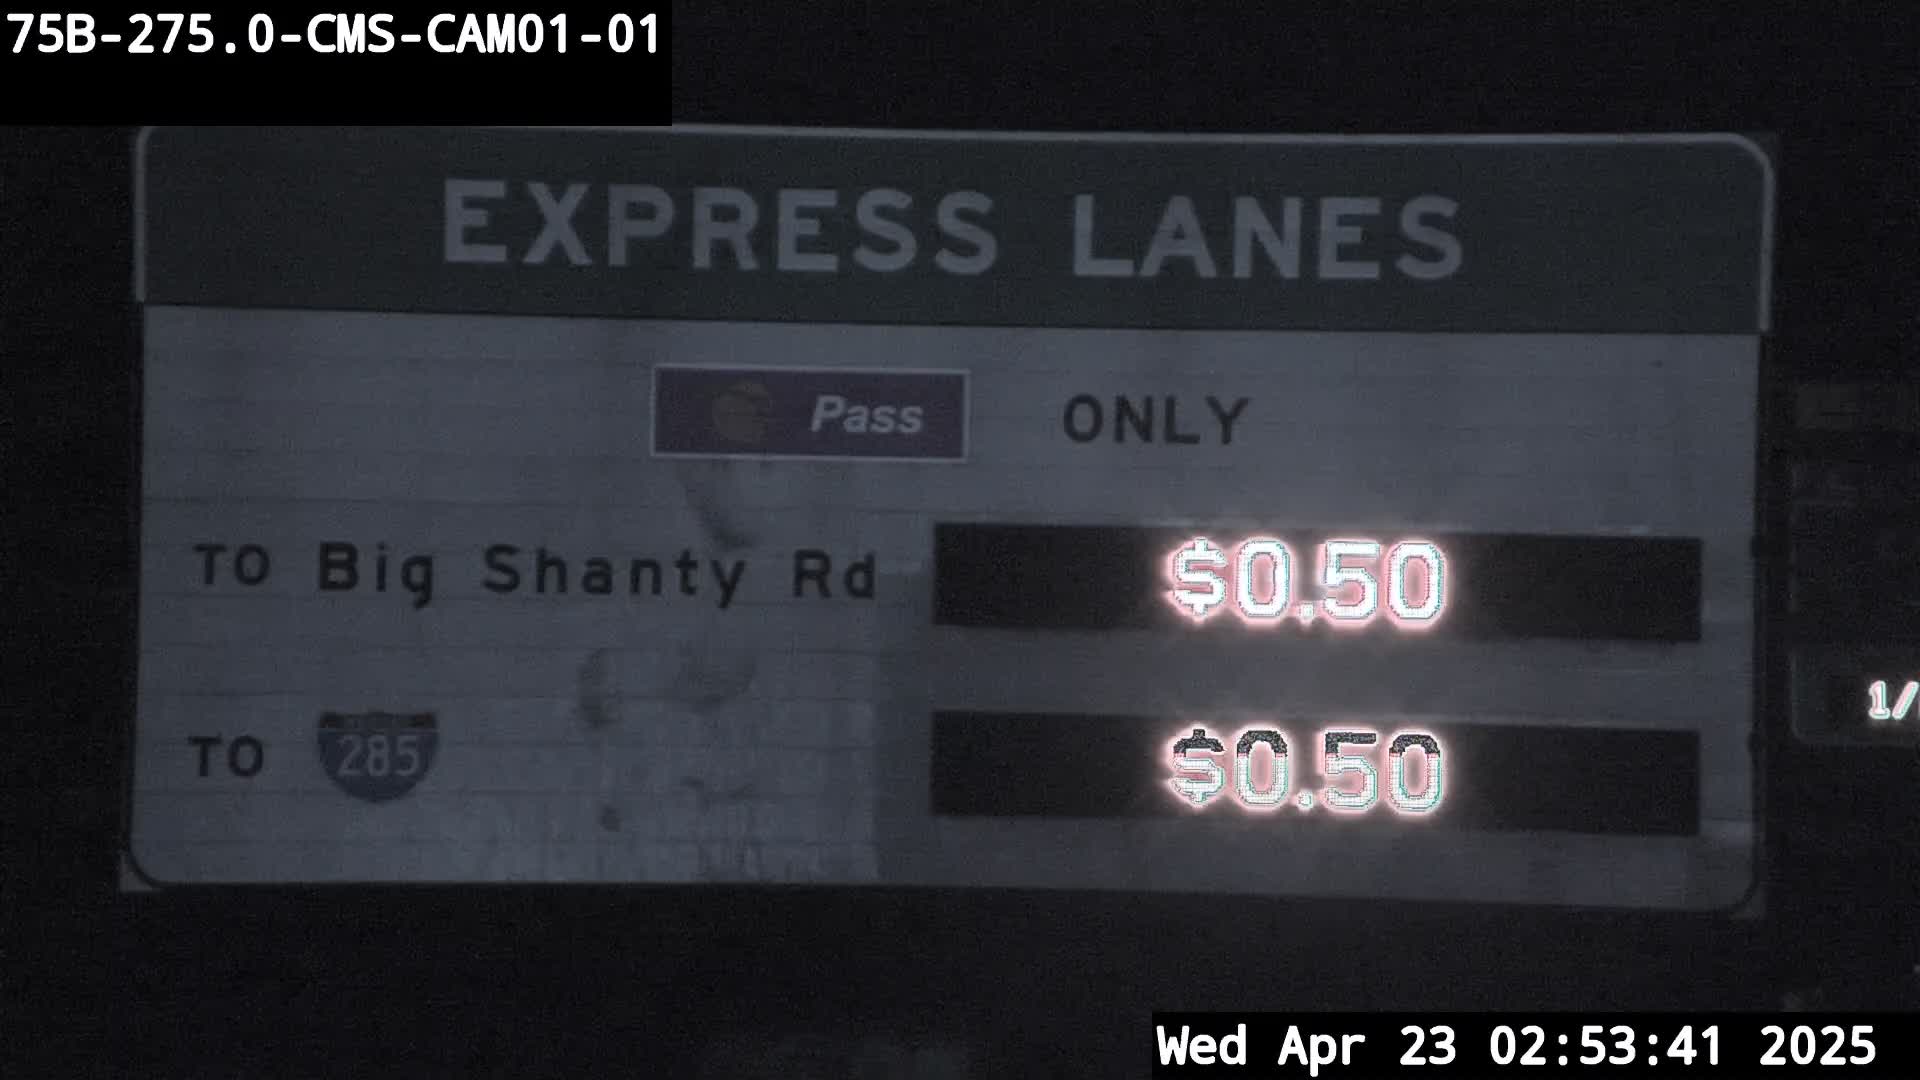 75B-275.0-CMS-CAM01-01
EXPRESS LANES
Pass ONLY
TO Big Shanty Rd $0.50
TO 285 $0.50
1/
Wed Apr 23 02:53:41 2025